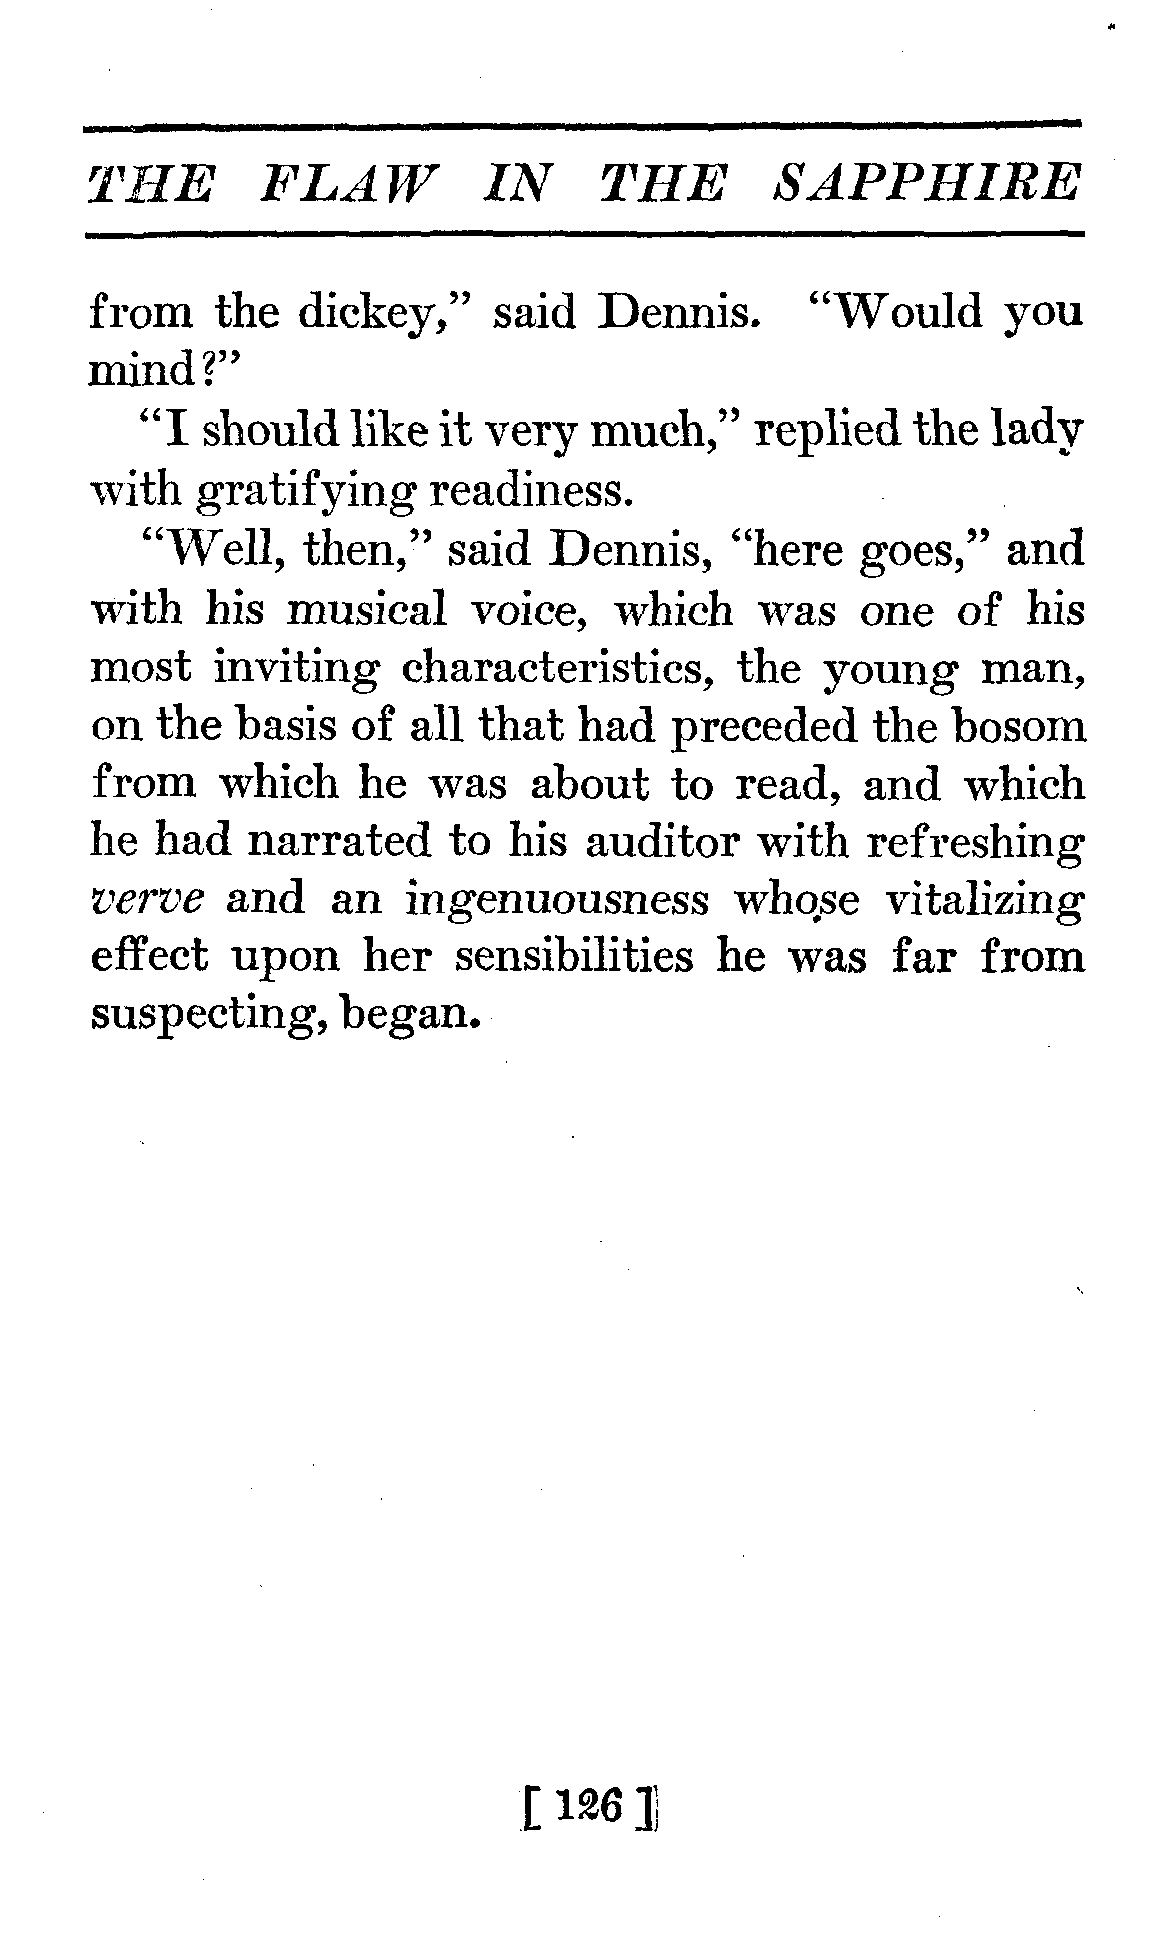 THE FLAW IN THE SAPPHIRE
from the dickey,” said Dennis. “Would you
mind?”
“I should like it very much,” replied the lady
with gratifying readiness.
“Well, then,” said Dennis, “here goes,” and
with his musical voice, which was one of his
most inviting characteristics, the young man,
on the basis of all that had preceded the bosom
from which he was about to read, and which
he had narrated to his auditor with refreshing
verve and an ingenuousness whose vitalizing
effect upon her sensibilities he was far from
suspecting, began.
[ 126 ]